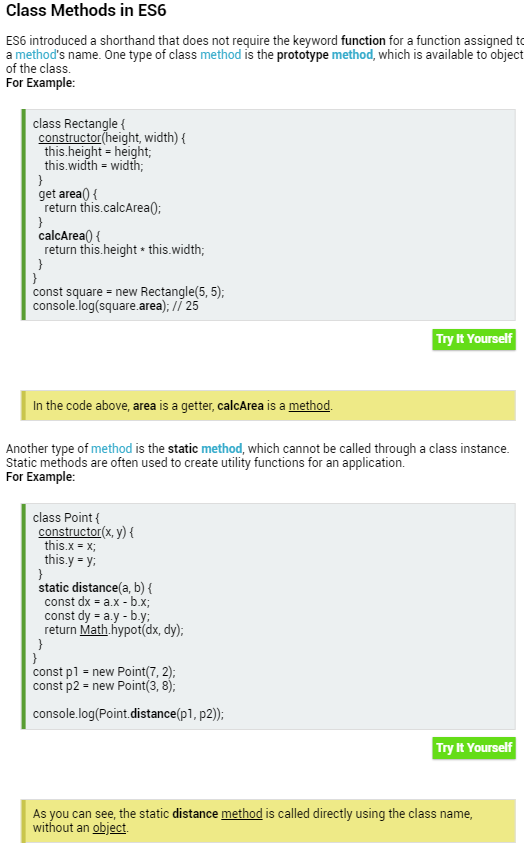 Class Methods in ES6
ES6 introduced a shorthand that does not require the keyword function for a function assigned to
a method's name. One type of class method is the prototype method, which is available to object
of the class.
For Example:
class Rectangle {
constructor(height, width) {
this.height = height;
this.width = width;
}
get area() {
return this.calcArea();
}
calcArea() {
return this.height * this.width;
}
}
const square = new Rectangle(5, 5);
console.log(square.area); // 25
Try It Yourself
In the code above, area is a getter, calcArea is a method.
Another type of method is the static method, which cannot be called through a class instance.
Static methods are often used to create utility functions for an application.
For Example:
class Point {
constructor(x, y) {
this.x = x;
this.y = y;
}
static distance(a, b) {
const dx = a.x - b.x;
const dy = a.y - b.y;
return Math.hypot(dx, dy);
}
}
const p1 = new Point(7, 2);
const p2 = new Point(3, 8);
console.log(Point.distance(p1, p2));
Try It Yourself
As you can see, the static distance method is called directly using the class name,
without an object.